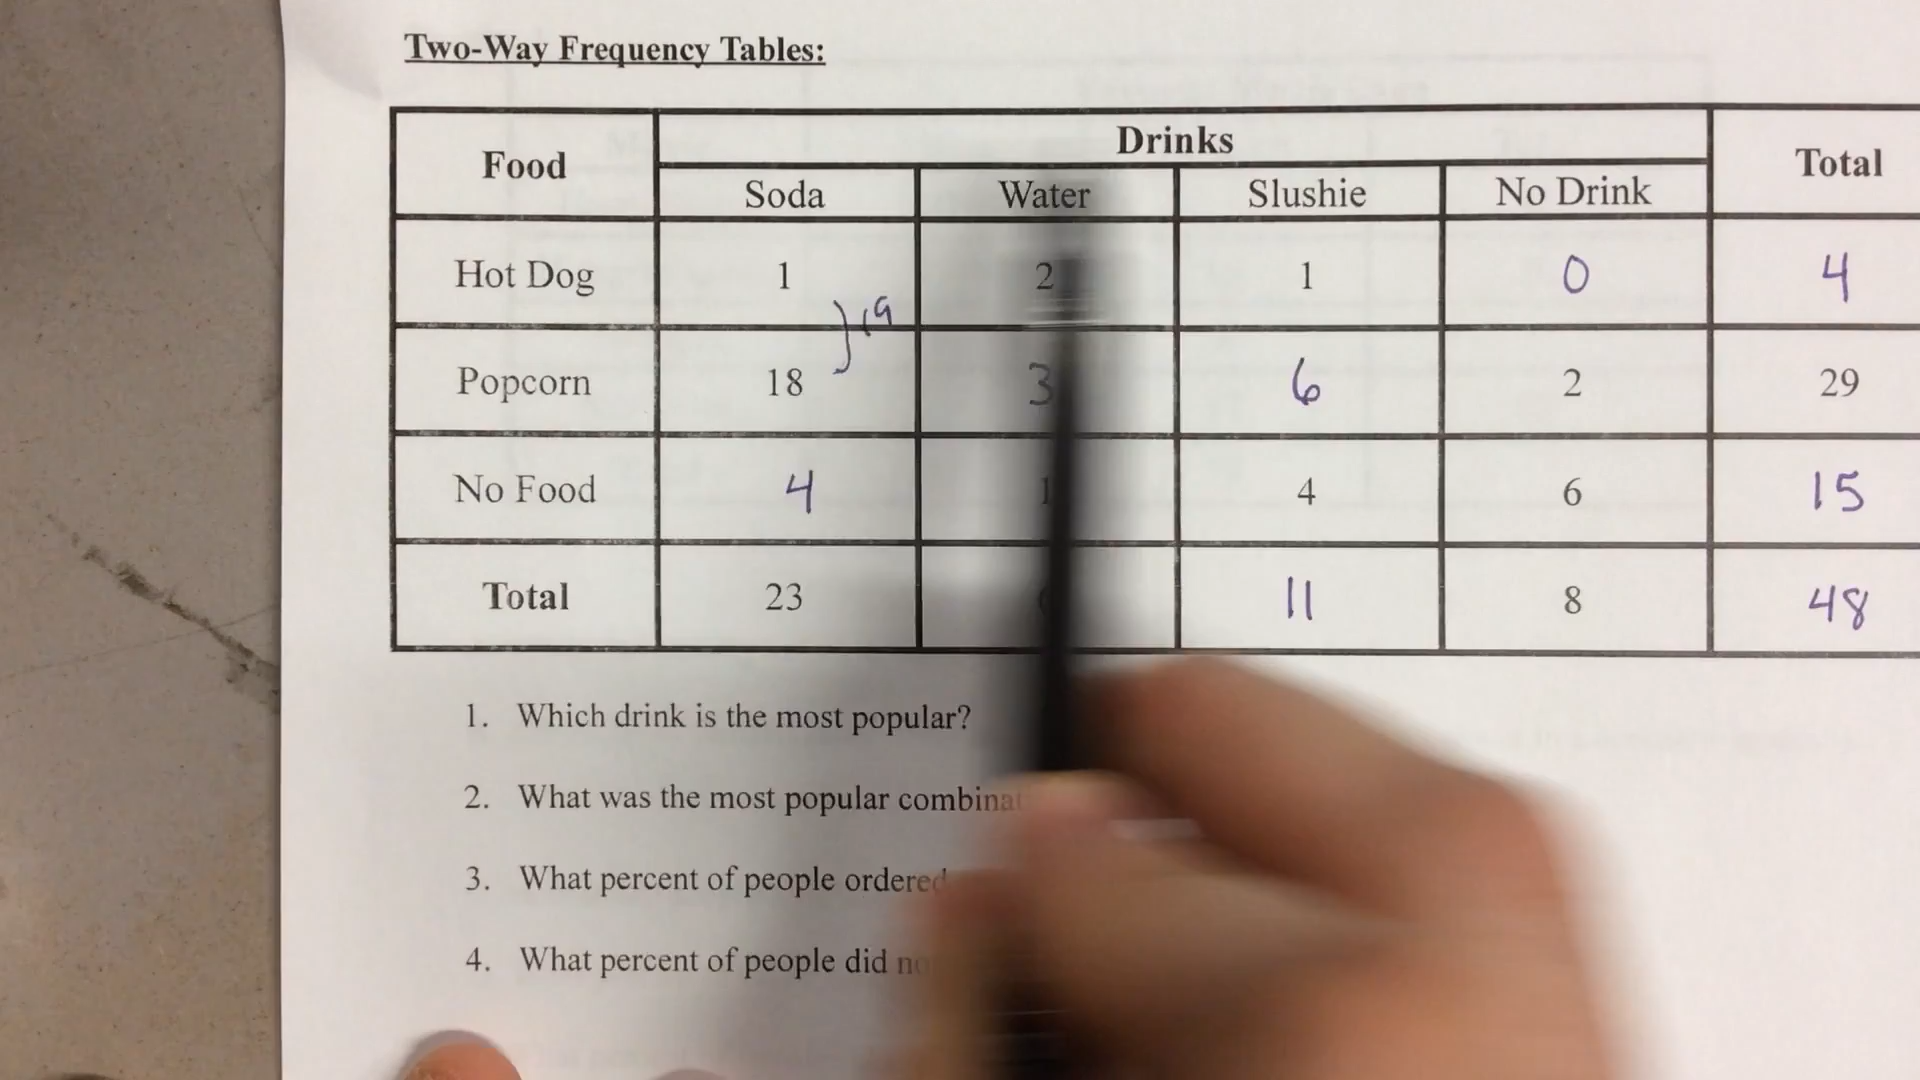 Two-Way Frequency Tables:
Food Drinks Total
Soda Water Slushie No Drink
Hot Dog 1 2 1 0 4
}19
Popcorn 18 3 6 2 29
No Food 4 1 4 6 15
Total 23 11 8 48
1. Which drink is the most popular?
2. What was the most popular
3. What percent of people ordered
4. What percent of people did